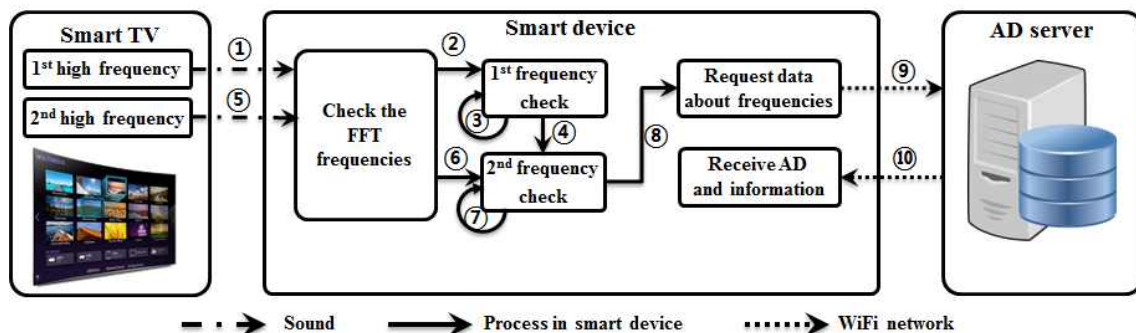 Smart TV
1st high frequency
2nd high frequency
①
⑤
Smart device
Check the
FFT
frequencies
②
1st frequency
check
③
④
⑥
2nd frequency
check
⑦
⑧
Request data
about frequencies
Receive AD
and information
⑨
⑩
AD server
Sound
Process in smart device
WiFi network